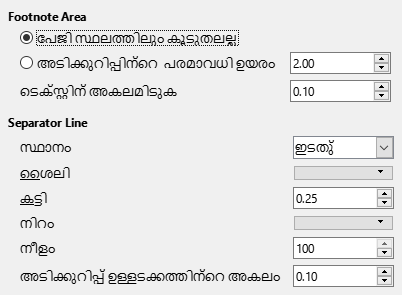 Footnote Area
പേജി സ്ഥലത്തിലും കൂടുതലല്ല
അടിക്കുറിപ്പിന്റെ പരമാവധി ഉയരം 2.00
ടെക്സ്റ്റിന് അകലമിടുക 0.10
Separator Line
സ്ഥാനം ഇടതു്
ശൈലി
കട്ടി 0.25
നിറം
നീളം 100
അടിക്കുറിപ്പ് ഉള്ളടക്കത്തിന്റെ അകലം 0.10